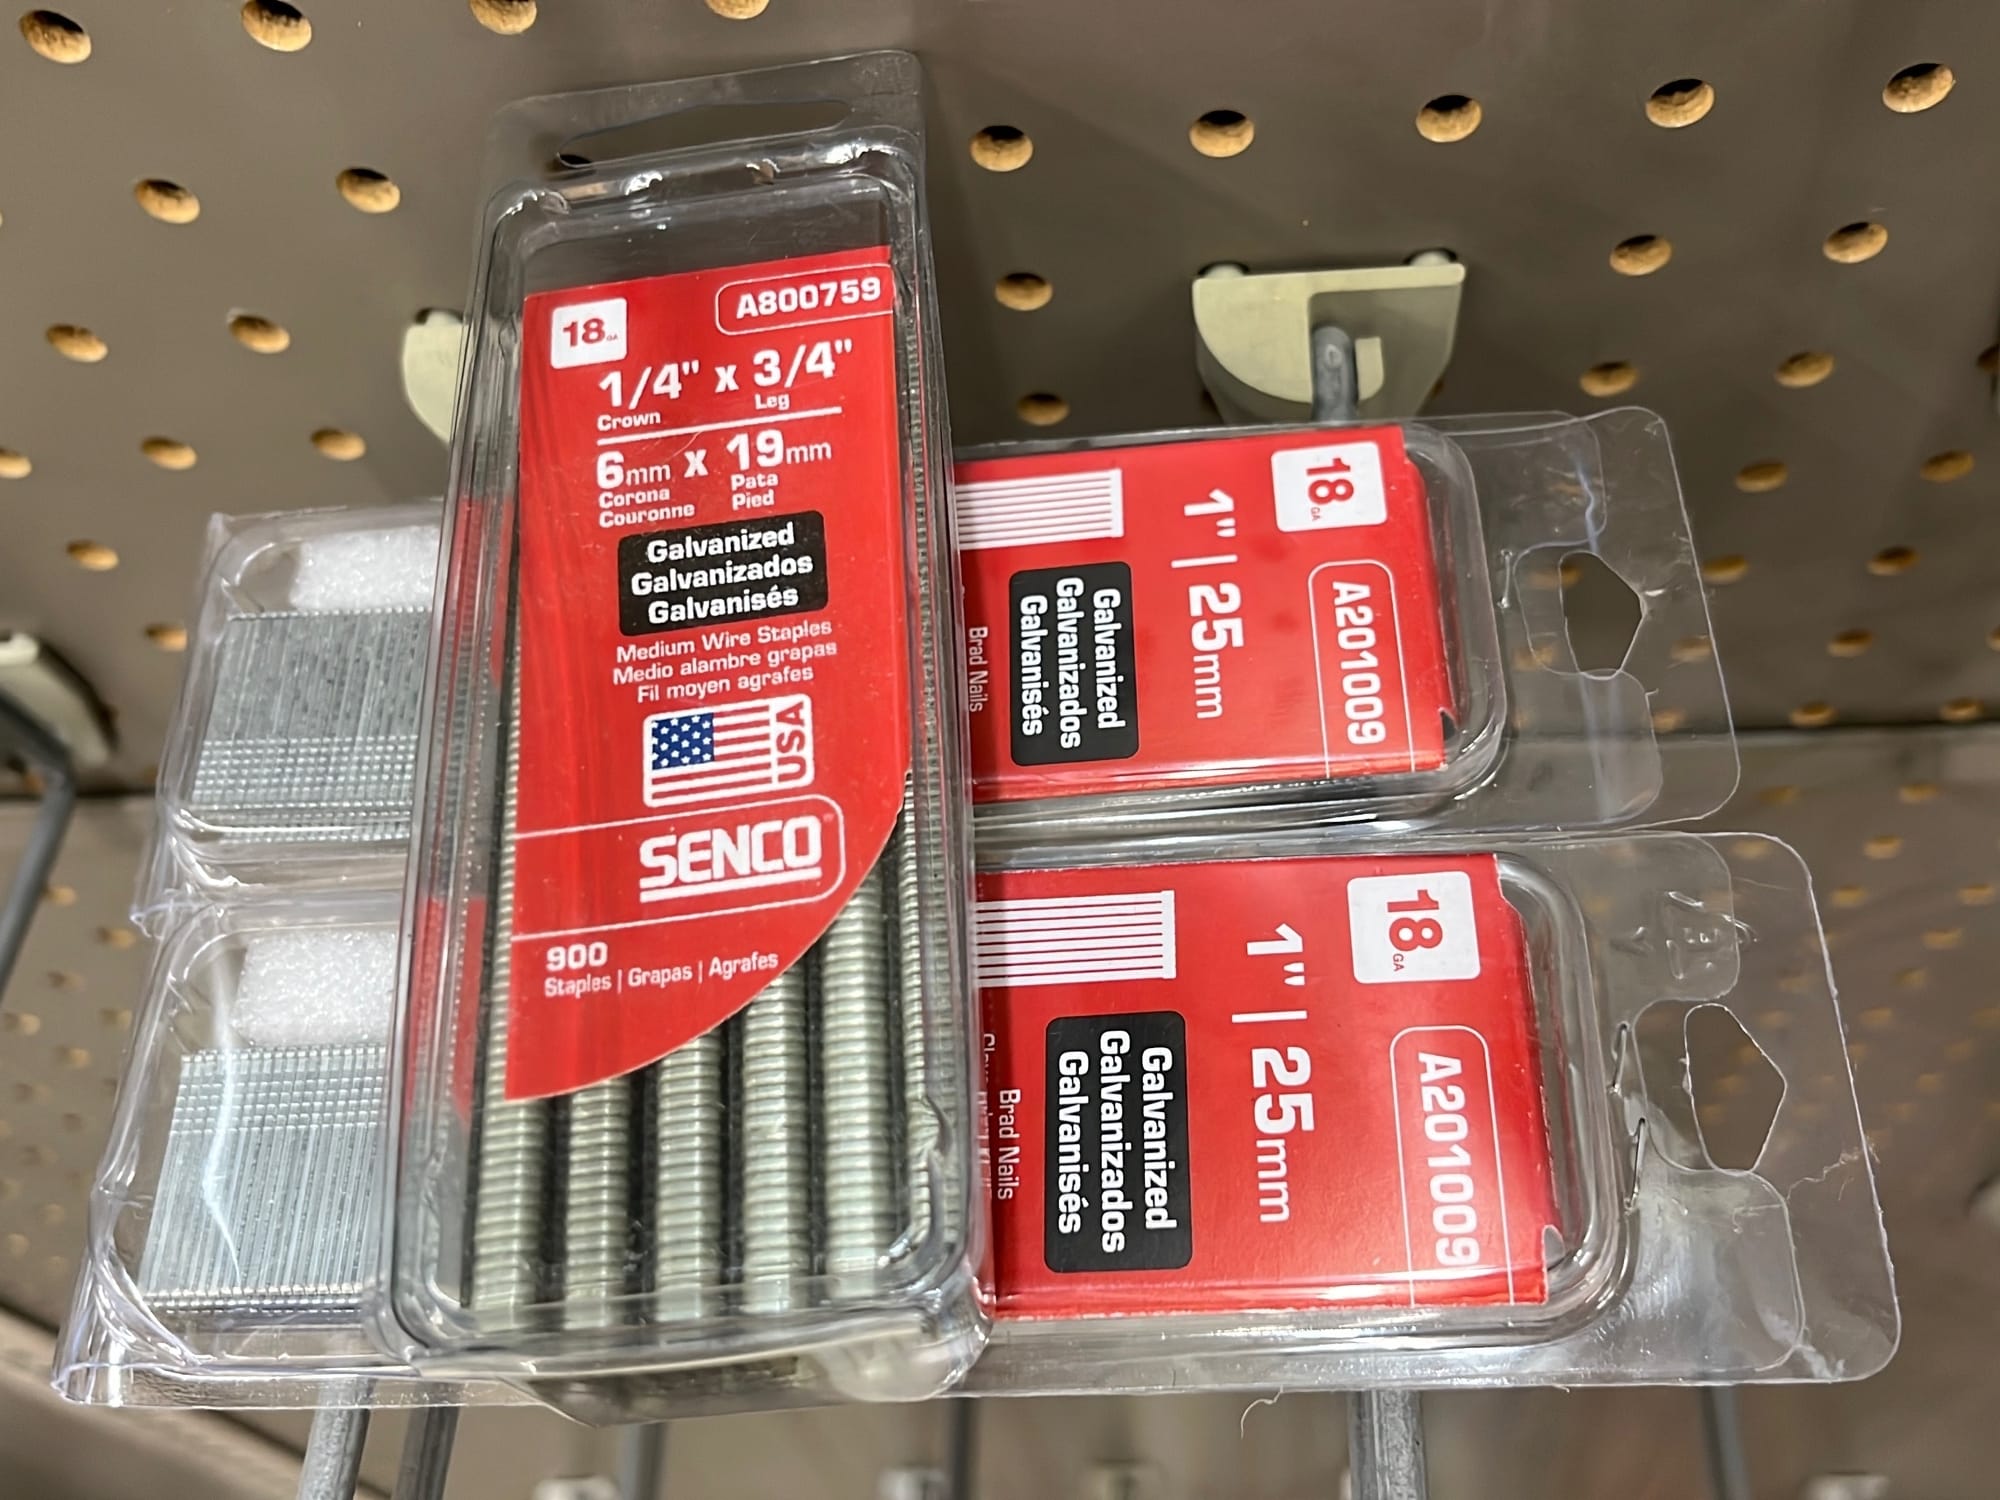 18 GA
A800759
1/4" x 3/4"
Crown Leg
6mm x 19mm
Corona Pata
Couronne Pied
Galvanized
Galvanizados
Galvanisés
Medium Wire Staples
Medio alambre grapas
Fil moyen agrafes
USA
SENCO
900
Staples | Grapas | Agrafes
18 GA
A201009
1" | 25mm
Galvanized
Galvanizados
Galvanisés
Brad Nails
18 GA
A201009
1" | 25mm
Galvanized
Galvanizados
Galvanisés
Brad Nails